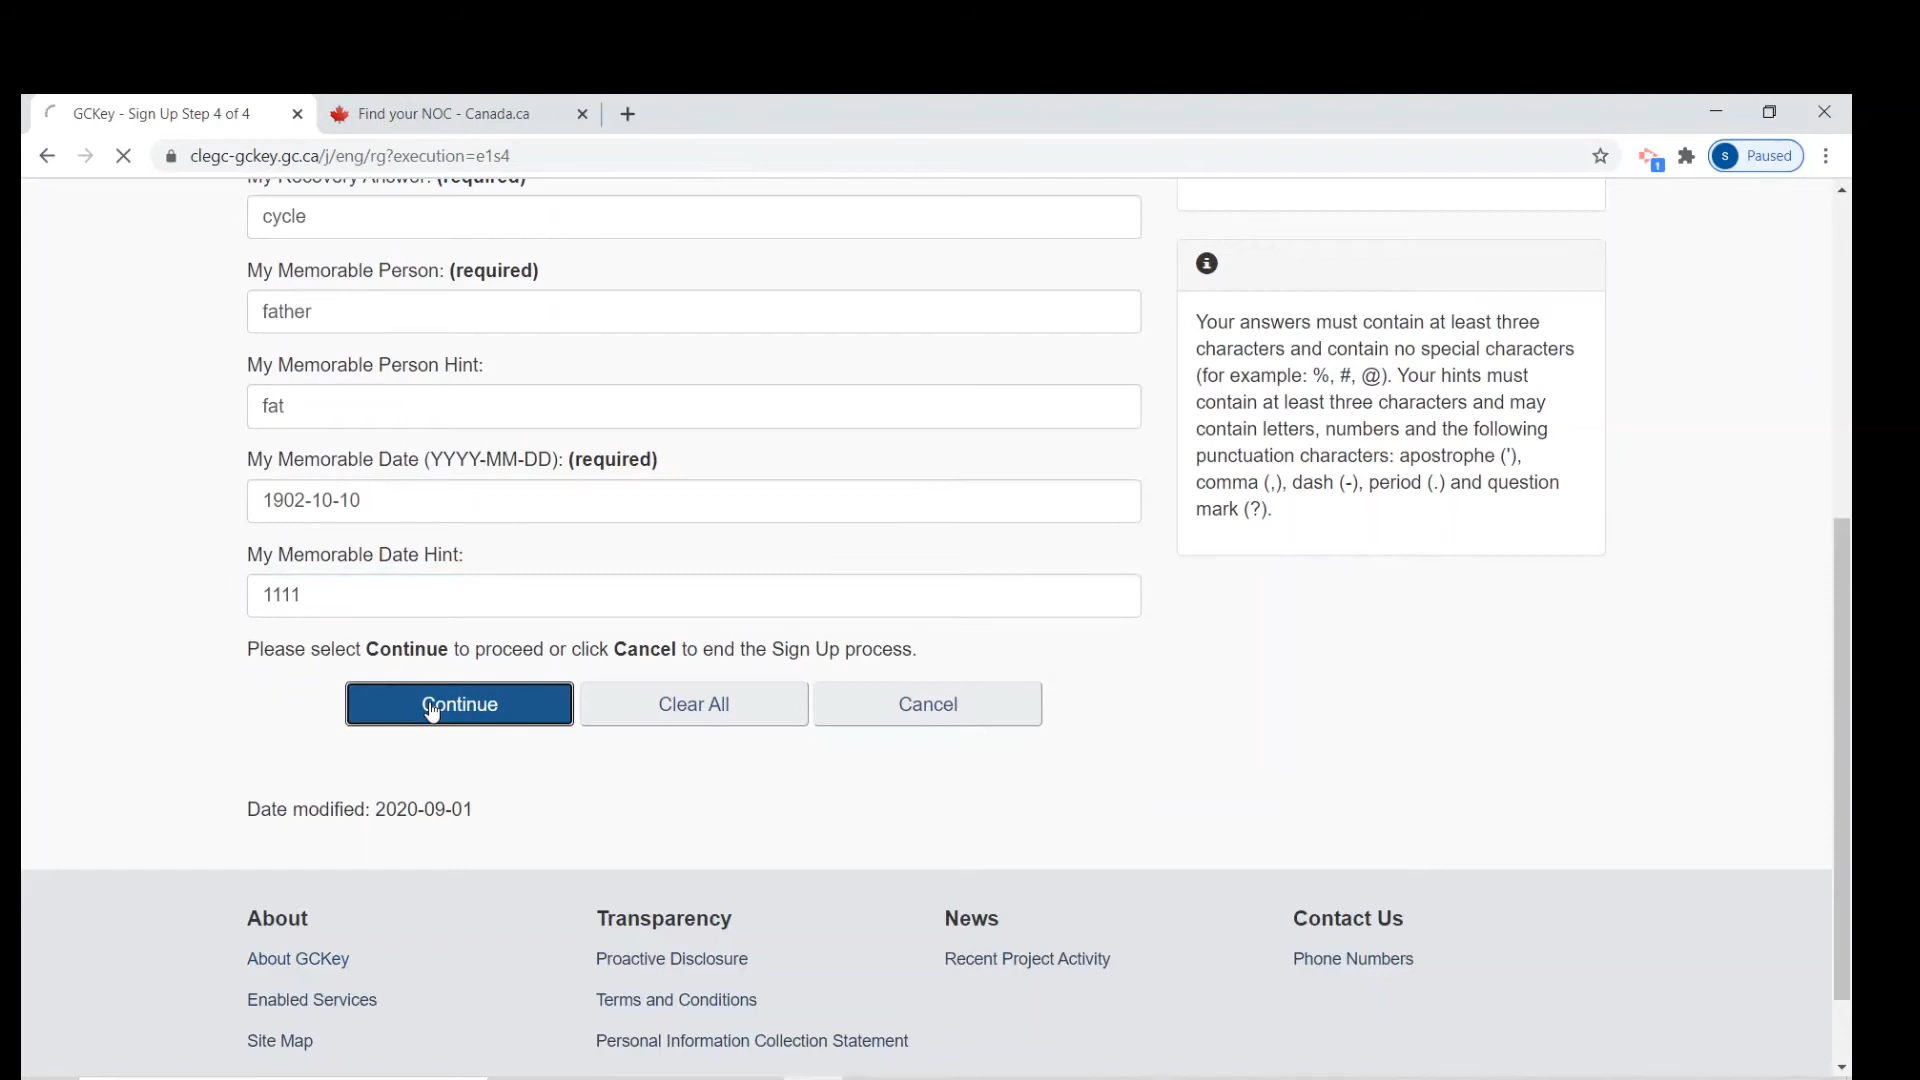 GCKey - Sign Up Step 4 of 4
Find your NOC - Canada.ca
clegc-gckey.gc.ca/j/eng/rg?execution=e1s4
1
S
Paused
My Recovery Answer: (required)
cycle
My Memorable Person: (required)
father
My Memorable Person Hint:
fat
My Memorable Date (YYYY-MM-DD): (required)
1902-10-10
My Memorable Date Hint:
1111
Please select Continue to proceed or click Cancel to end the Sign Up process.
Continue
Clear All
Cancel
Your answers must contain at least three
characters and contain no special characters
(for example: %, #, @). Your hints must
contain at least three characters and may
contain letters, numbers and the following
punctuation characters: apostrophe ('),
comma (,), dash (-), period (.) and question
mark (?).
Date modified: 2020-09-01
About
About GCKey
Enabled Services
Site Map
Transparency
Proactive Disclosure
Terms and Conditions
Personal Information Collection Statement
News
Recent Project Activity
Contact Us
Phone Numbers